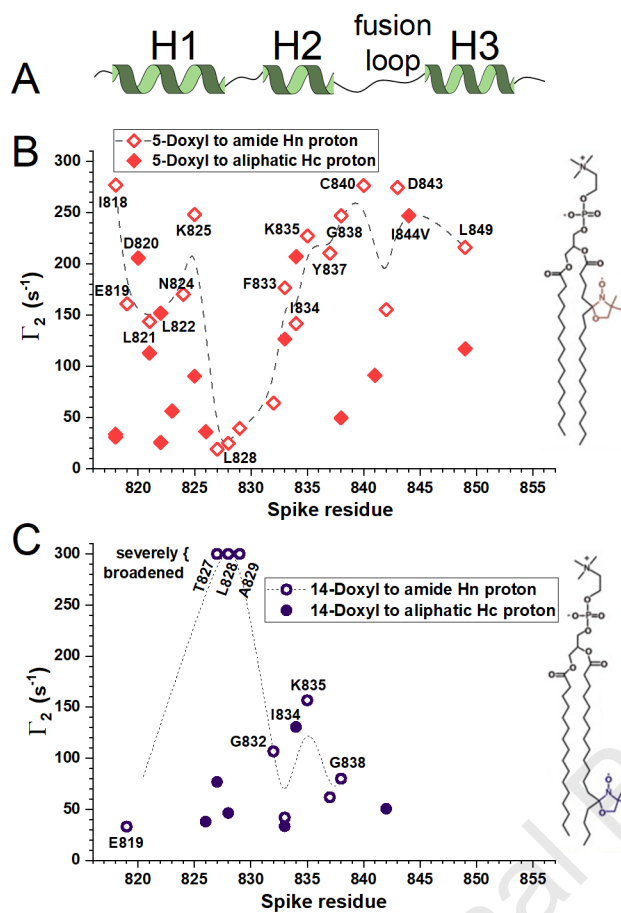 H1 H2 fusion loop H3
A
B
5-Doxyl to amide Hn proton
5-Doxyl to aliphatic Hc proton
300
250
200
150
100
50
0
Γ2 (s-1)
I818
E819
D820
L821
L822
N824
K825
L828
F833
I834
K835
Y837
G838
C840
D843
I844V
L849
820 825 830 835 840 845 850 855
Spike residue
N
+
O
-
O
P
O
O
O
O
O
O
N
O
C
severely {
broadened
T827
L828
A829
14-Doxyl to amide Hn proton
14-Doxyl to aliphatic Hc proton
300
250
200
150
100
50
0
Γ2 (s-1)
E819
G832
I834
K835
G838
820 825 830 835 840 845 850 855
Spike residue
N
+
O
-
O
P
O
O
O
O
O
O
N
O